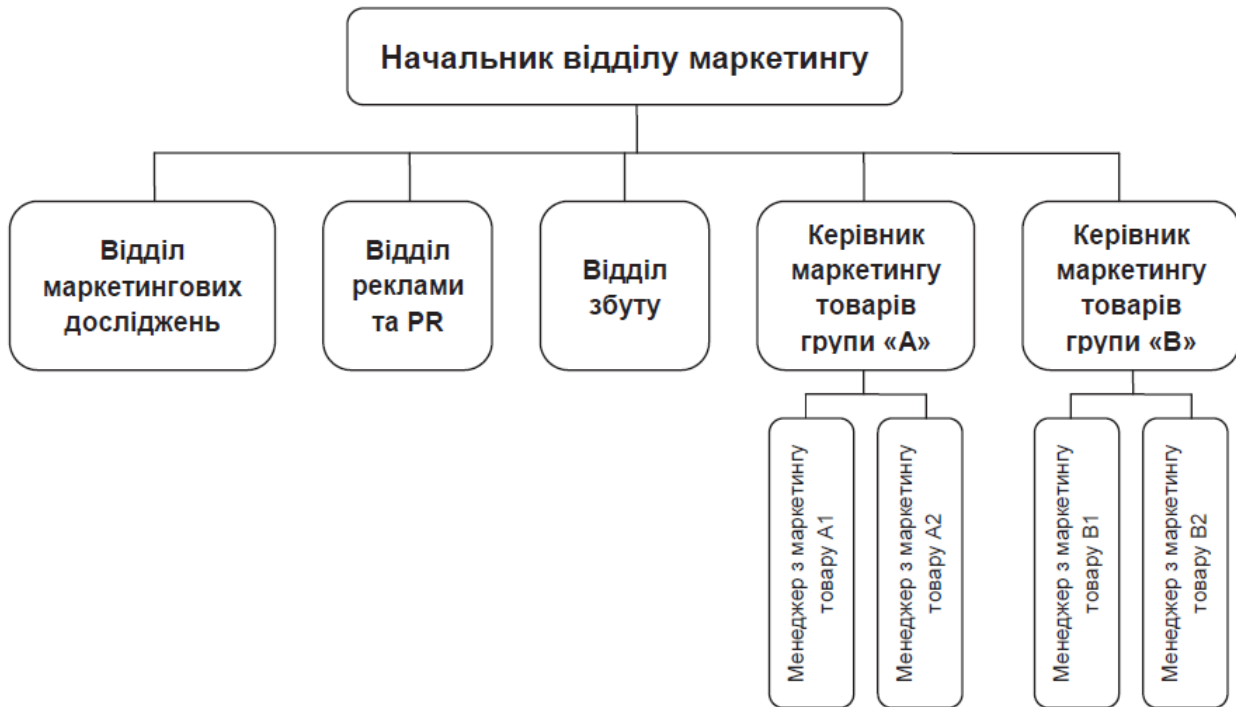 Начальник відділу маркетингу
Відділ
маркетингових
досліджень
Відділ
реклами
та PR
Відділ
збуту
Керівник
маркетингу
товарів
групи «А»
Керівник
маркетингу
товарів
групи «В»
Менеджер з маркетингу
товару А1
Менеджер з маркетингу
товару А2
Менеджер з маркетингу
товару В1
Менеджер з маркетингу
товару В2